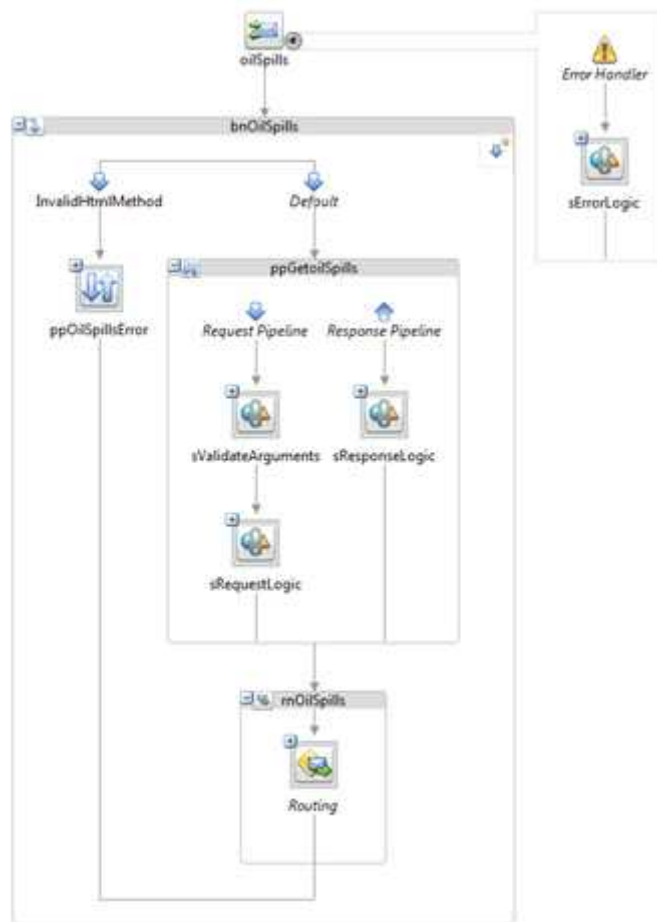 oilSpills
Error Handler
sErrorLogic
bnOilSpills
InvalidHtmlMethod
Default
ppOilSpillsError
ppGetoilSpills
Request Pipeline
Response Pipeline
sValidateArguments
sResponseLogic
sRequestLogic
rnOilSpills
Routing